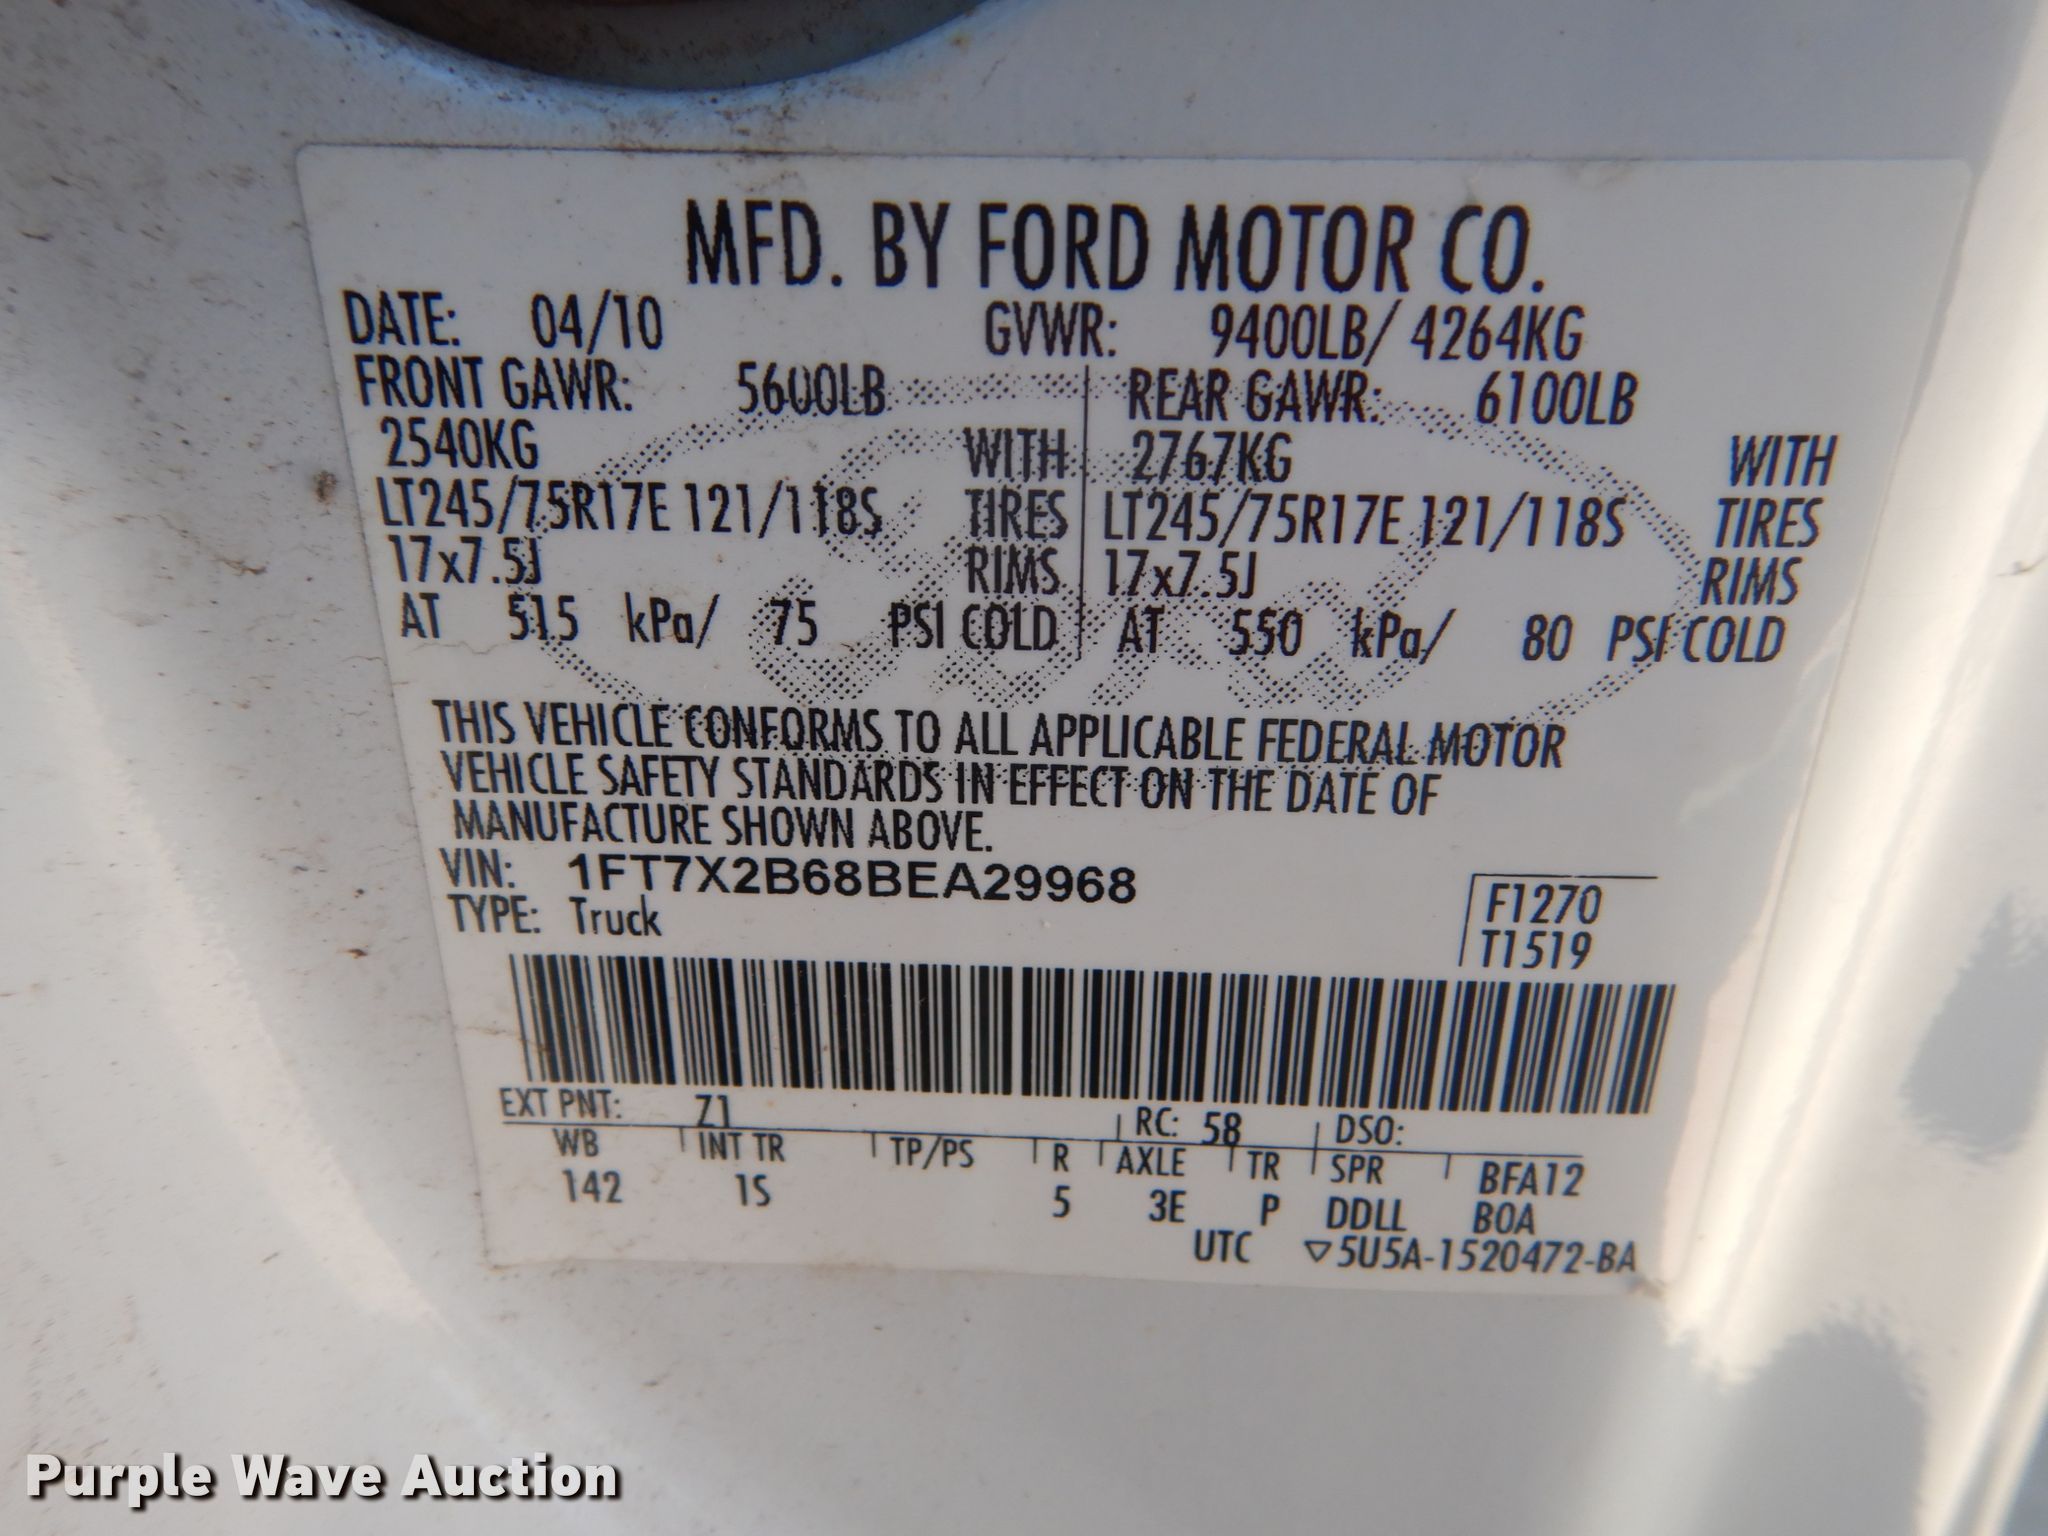 MFD. BY FORD MOTOR CO.
DATE: 04/10 GVWR: 9400LB/ 4264KG
FRONT GAWR: 5600LB REAR GAWR: 6100LB
2540KG WITH 2767KG WITH
LT245/75R17E 121/118S TIRES LT245/75R17E 121/118S TIRES
17x7.5J RIMS 17x7.5J RIMS
AT 515 kPa/ 75 PSI COLD AT 550 kPa/ 80 PSI COLD
THIS VEHICLE CONFORMS TO ALL APPLICABLE FEDERAL MOTOR
VEHICLE SAFETY STANDARDS IN EFFECT ON THE DATE OF
MANUFACTURE SHOWN ABOVE.
VIN: 1FT7X2B68BEA29968
TYPE: Truck
F1270
T1519
EXT PNT: Z1 RC: 58 DSO:
WB INT TR TP/PS R AXLE TR SPR BFA12
142 1S 5 3E P DDLL BOA
UTC ▽5U5A-1520472-BA
Purple Wave Auction